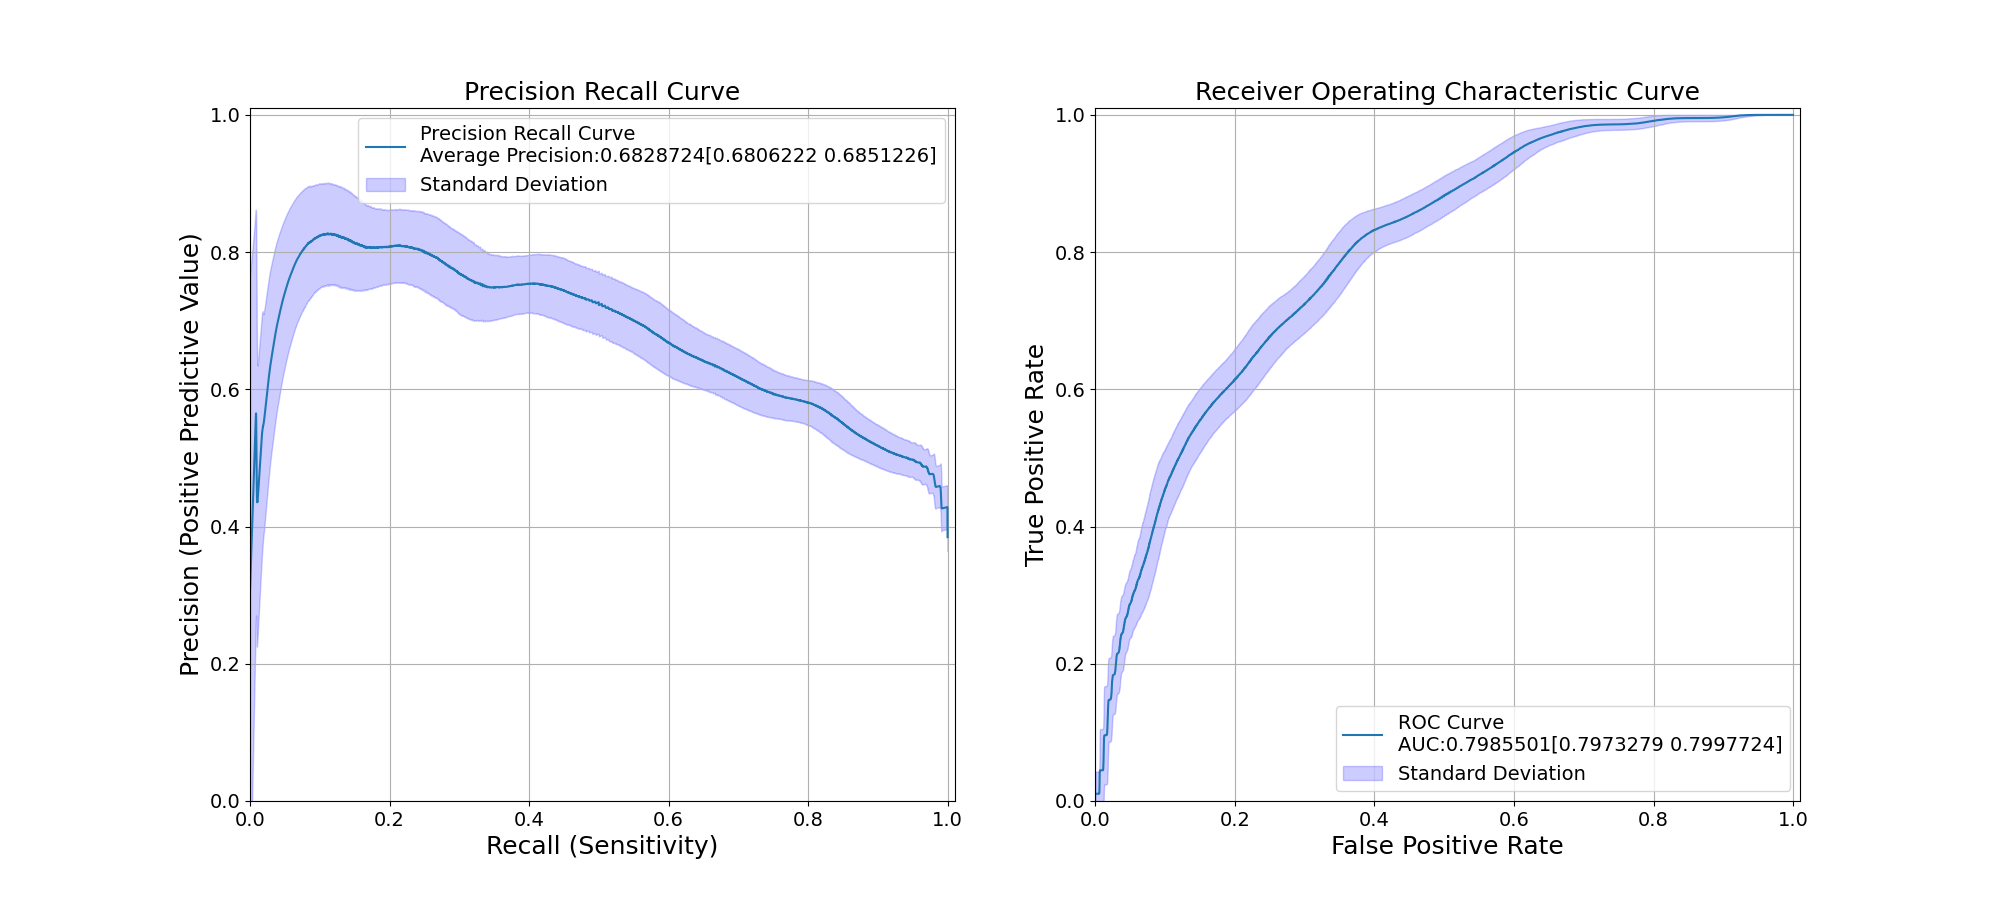 Precision Recall Curve
Precision Recall Curve
Average Precision:0.6828724[0.6806222 0.6851226]
Standard Deviation
1.0
0.8
0.6
0.4
0.2
0.0
Precision (Positive Predictive Value)
0.0 0.2 0.4 0.6 0.8 1.0
Recall (Sensitivity)
Receiver Operating Characteristic Curve
1.0
0.8
0.6
0.4
0.2
0.0
True Positive Rate
ROC Curve
AUC:0.7985501[0.7973279 0.7997724]
Standard Deviation
0.0 0.2 0.4 0.6 0.8 1.0
False Positive Rate